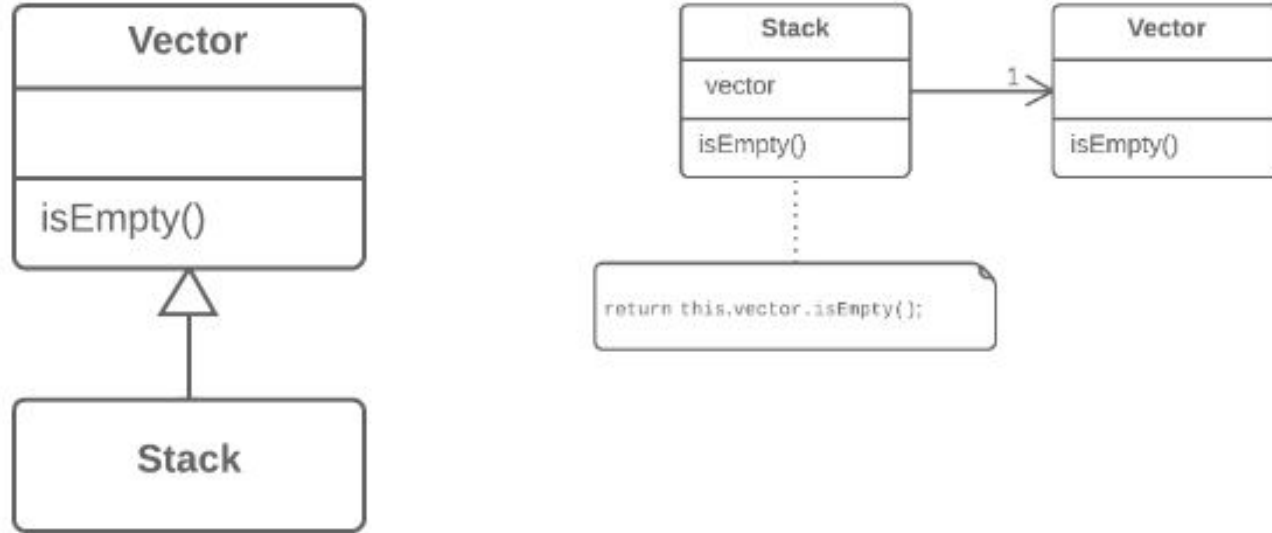 Vector
isEmpty()
Stack
Stack
vector
isEmpty()
1
Vector
isEmpty()
return this.vector.isEmpty();